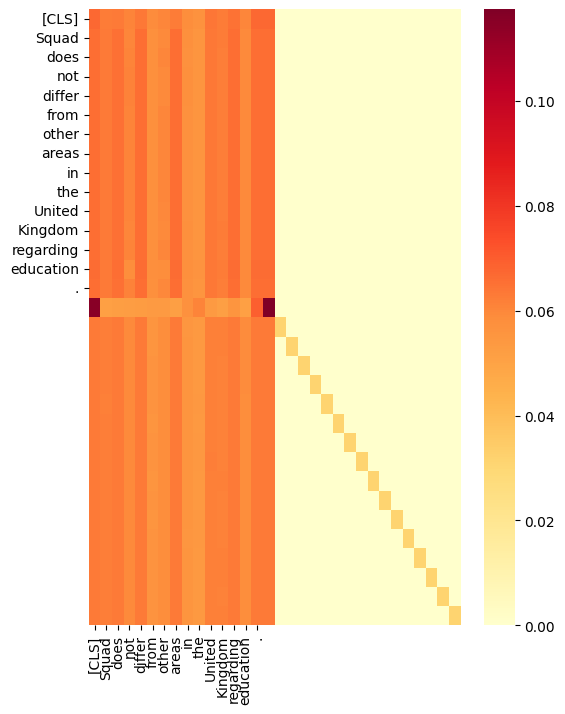 [CLS]
Squad
does
not
differ
from
other
areas
in
the
United
Kingdom
regarding
education
.
0.10
0.08
0.06
0.04
0.02
0.00
[CLS]
Squad
does
not
differ
from
other
areas
in
the
United
Kingdom
regarding
education
.